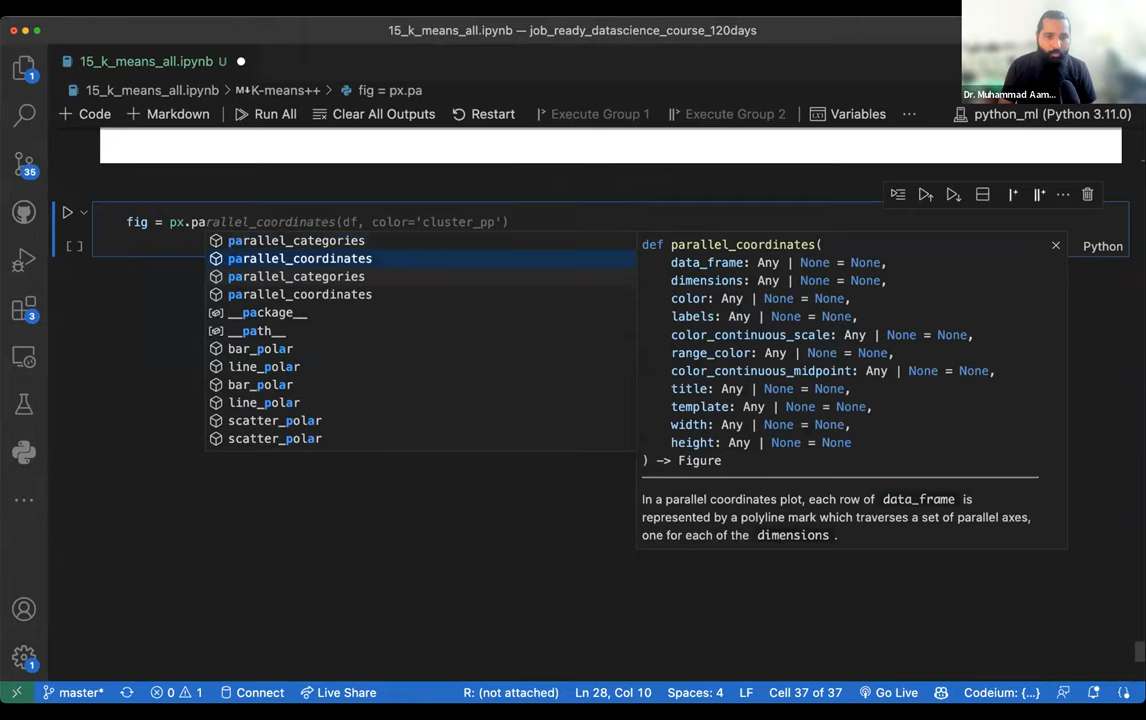 15_k_means_all.ipynb — job_ready_datascience_course_120days
15_k_means_all.ipynb U
15_k_means_all.ipynb > M↓K-means++ > fig = px.pa
+ Code + Markdown Run All Clear All Outputs Restart Execute Group 1 Execute Group 2 Variables ... python_ml (Python 3.11.0)
Dr. Muhammad Aam...
1
35
3
1
fig = px.parallel_coordinates(df, color='cluster_pp')
[ ]
Python
parallel_categories
parallel_coordinates
parallel_categories
parallel_coordinates
__package__
__path__
bar_polar
line_polar
bar_polar
line_polar
scatter_polar
scatter_polar
def parallel_coordinates(
data_frame: Any | None = None,
dimensions: Any | None = None,
color: Any | None = None,
labels: Any | None = None,
color_continuous_scale: Any | None = None,
range_color: Any | None = None,
color_continuous_midpoint: Any | None = None,
title: Any | None = None,
template: Any | None = None,
width: Any | None = None,
height: Any | None = None
) -> Figure
In a parallel coordinates plot, each row of data_frame is
represented by a polyline mark which traverses a set of parallel axes,
one for each of the dimensions .
master* 0 1 Connect Live Share R: (not attached) Ln 28, Col 10 Spaces: 4 LF Cell 37 of 37 Go Live Codeium: {...}